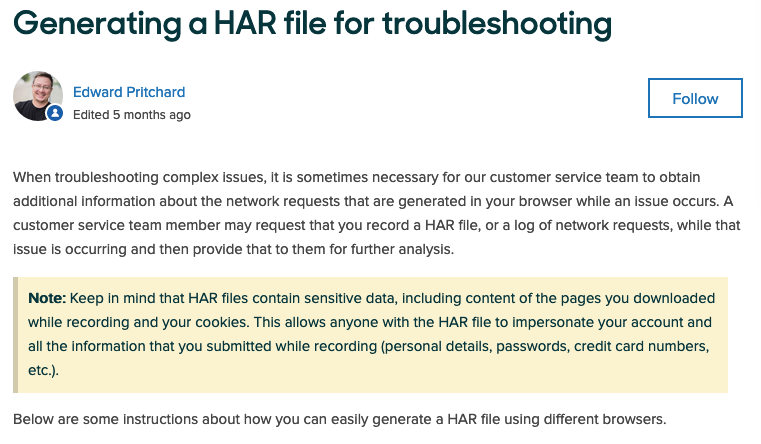 Generating a HAR file for troubleshooting
Edward Pritchard
Follow
Edited 5 months ago
When troubleshooting complex issues, it is sometimes necessary for our customer service team to obtain
additional information about the network requests that are generated in your browser while an issue occurs. A
customer service team member may request that you record a HAR file, or a log of network requests, while that
issue is occurring and then provide that to them for further analysis.
Note: Keep in mind that HAR files contain sensitive data, including content of the pages you downloaded
while recording and your cookies. This allows anyone with the HAR file to impersonate your account and
all the information that you submitted while recording (personal details, passwords, credit card numbers,
etc.).
Below are some instructions about how you can easily generate a HAR file using different browsers.